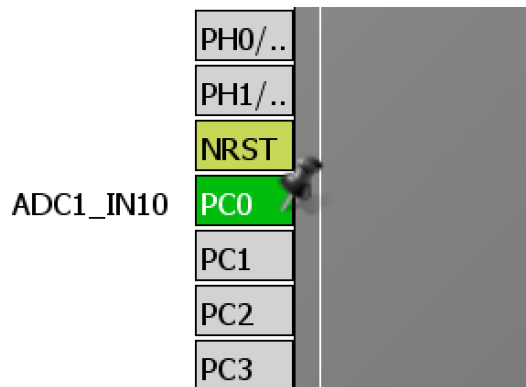 PH0/..
PH1/..
NRST
ADC1_IN10 PC0
PC1
PC2
PC3